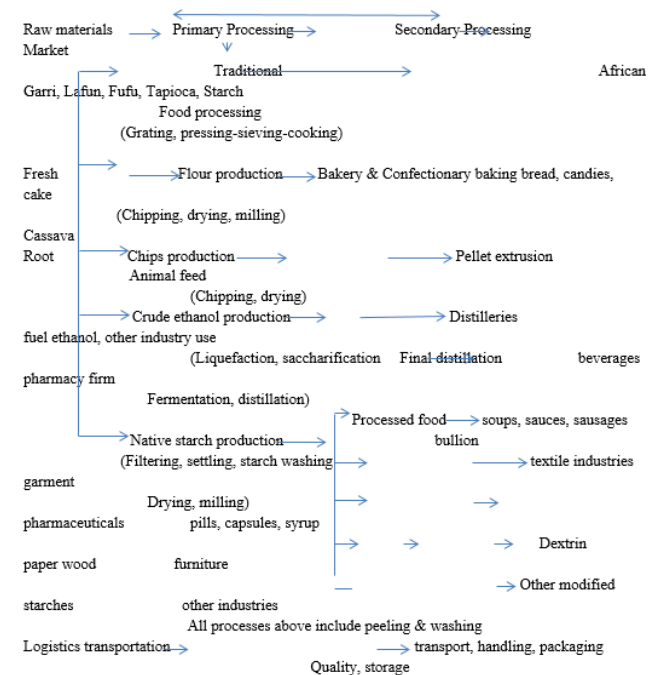 Raw materials Primary Processing Secondary Processing
Market
Traditional African
Garri, Lafun, Fufu, Tapioca, Starch
Food processing
(Grating, pressing-sieving-cooking)
Fresh Flour production Bakery & Confectionary baking bread, candies,
cake
(Chipping, drying, milling)
Cassava
Root Chips production Pellet extrusion
Animal feed
(Chipping, drying)
Crude ethanol production Distilleries
fuel ethanol, other industry use
(Liquefaction, saccharification Final distillation beverages
pharmacy firm
Fermentation, distillation)
Processed food soups, sauces, sausages
Native starch production bullion
(Filtering, settling, starch washing textile industries
garment
Drying, milling)
pharmaceuticals pills, capsules, syrup
Dextrin
paper wood furniture
Other modified
starches other industries
All processes above include peeling & washing
Logistics transportation transport, handling, packaging
Quality, storage